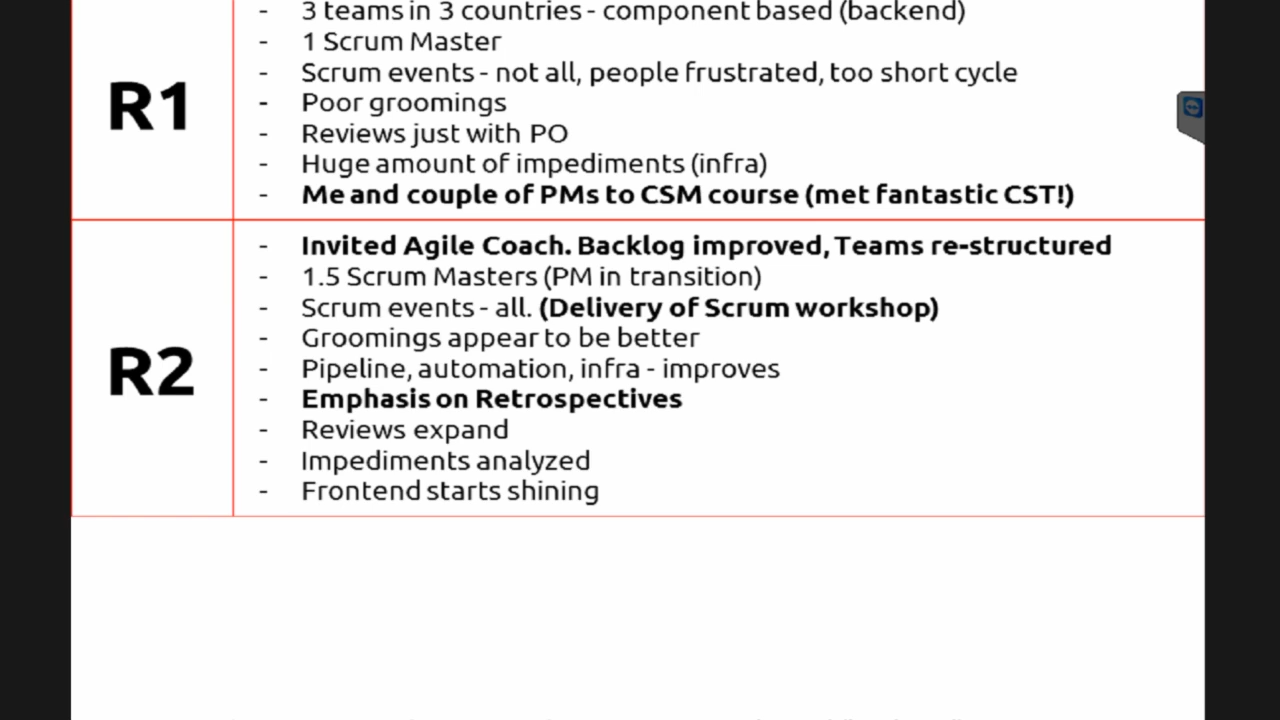 - 3 teams in 3 countries - component based (backend)
- 1 Scrum Master
- Scrum events - not all, people frustrated, too short cycle
R1
- Poor groomings
- Reviews just with PO
- Huge amount of impediments (infra)
- Me and couple of PMs to CSM course (met fantastic CST!)
- Invited Agile Coach. Backlog improved, Teams re-structured
- 1.5 Scrum Masters (PM in transition)
- Scrum events - all. (Delivery of Scrum workshop)
- Groomings appear to be better
R2
- Pipeline, automation, infra - improves
- Emphasis on Retrospectives
- Reviews expand
- Impediments analyzed
- Frontend starts shining